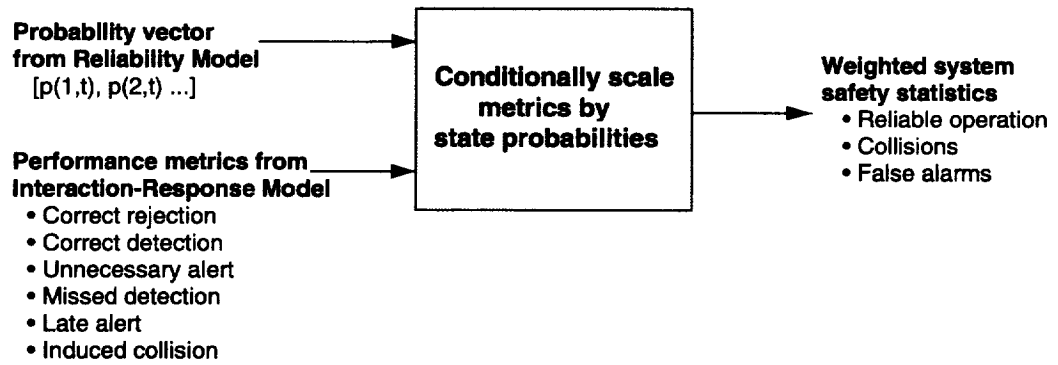 Probability vector
from Reliability Model
[p(1,t), p(2,t) ...]
Performance metrics from
Interaction-Response Model
• Correct rejection
• Correct detection
• Unnecessary alert
• Missed detection
• Late alert
• Induced collision
Conditionally scale
metrics by
state probabilities
Weighted system
safety statistics
• Reliable operation
• Collisions
• False alarms